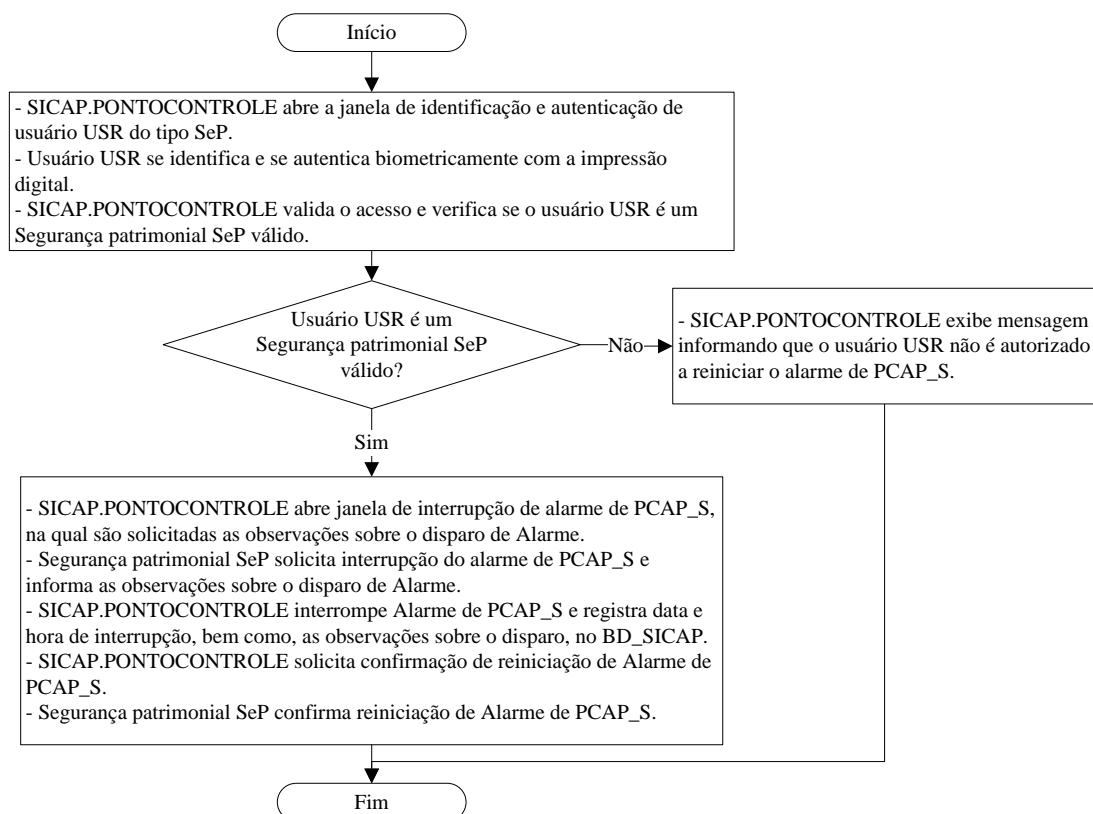 Início
- SICAP.PONTOCONTROLE abre a janela de identificação e autenticação de
usuário USR do tipo SeP.
- Usuário USR se identifica e se autentica biometricamente com a impressão
digital.
- SICAP.PONTOCONTROLE valida o acesso e verifica se o usuário USR é um
Segurança patrimonial SeP válido.
Usuário USR é um
Segurança patrimonial SeP
válido?
Não
- SICAP.PONTOCONTROLE exibe mensagem
informando que o usuário USR não é autorizado
a reiniciar o alarme de PCAP_S.
Sim
- SICAP.PONTOCONTROLE abre janela de interrupção de alarme de PCAP_S,
na qual são solicitadas as observações sobre o disparo de Alarme.
- Segurança patrimonial SeP solicita interrupção do alarme de PCAP_S e
informa as observações sobre o disparo de Alarme.
- SICAP.PONTOCONTROLE interrompe Alarme de PCAP_S e registra data e
hora de interrupção, bem como, as observações sobre o disparo, no BD_SICAP.
- SICAP.PONTOCONTROLE solicita confirmação de reiniciação de Alarme de
PCAP_S.
- Segurança patrimonial SeP confirma reiniciação de Alarme de PCAP_S.
Fim